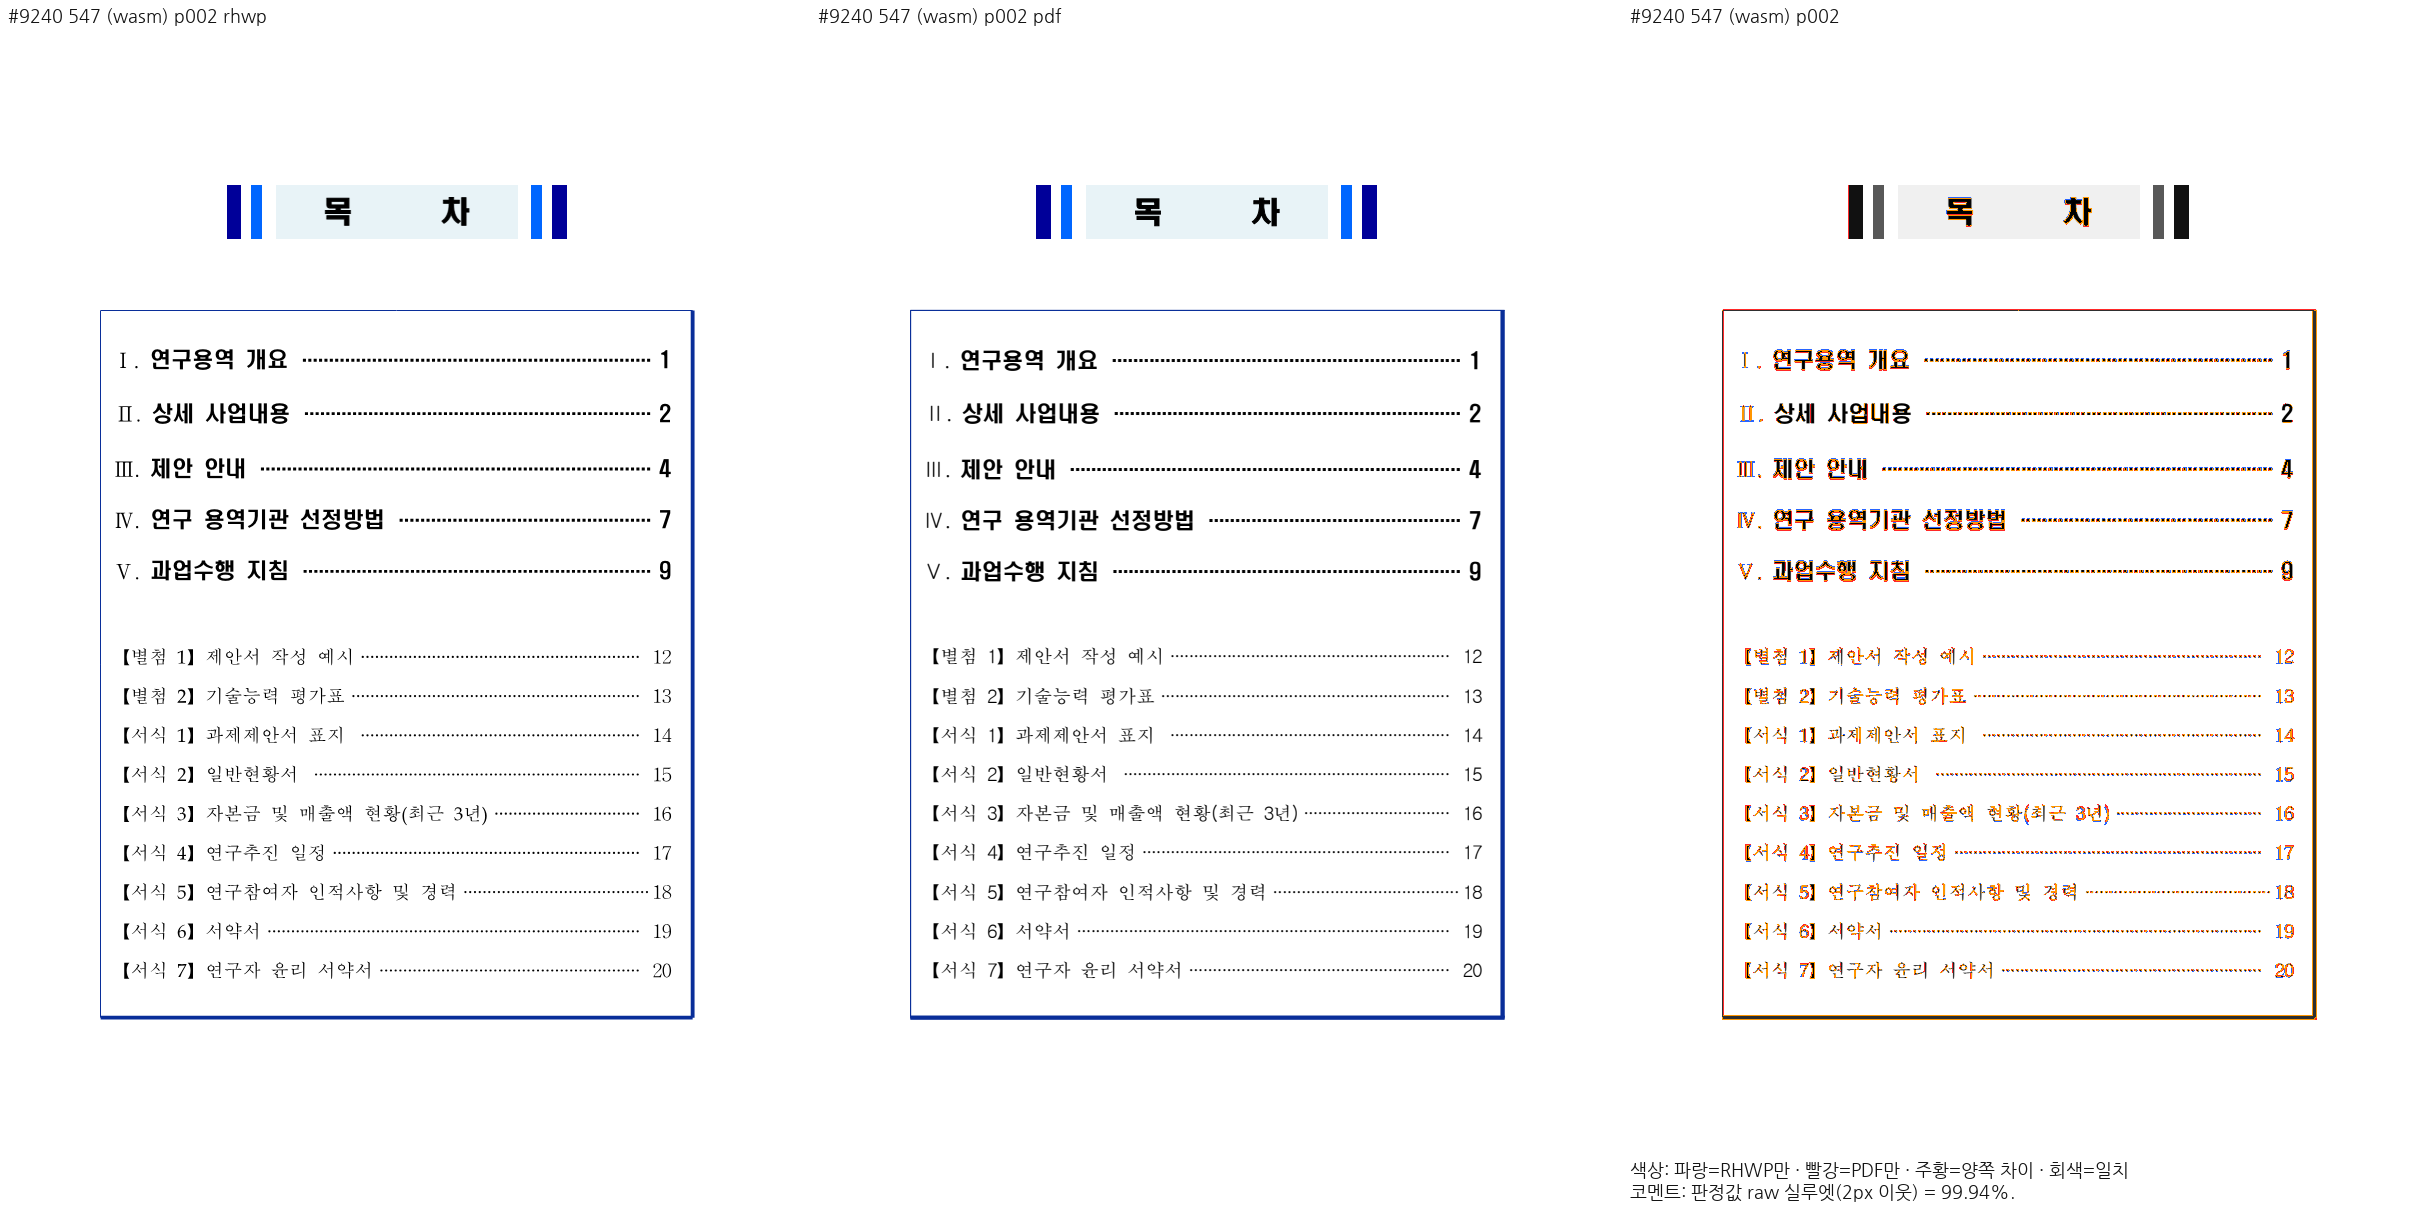 #9240 547 (wasm) p002 rhwp
목 차
Ⅰ. 연구용역 개요 ········ 1
Ⅱ. 상세 사업내용 ········ 2
Ⅲ. 제안 안내 ········ 4
Ⅳ. 연구 용역기관 선정방법 ········ 7
Ⅴ. 과업수행 지침 ········ 9
【별첨 1】 제안서 작성 예시 ········ 12
【별첨 2】 기술능력 평가표 ········ 13
【서식 1】 과제제안서 표지 ········ 14
【서식 2】 일반현황서 ········ 15
【서식 3】 자본금 및 매출액 현황(최근 3년) ········ 16
【서식 4】 연구추진 일정 ········ 17
【서식 5】 연구참여자 인적사항 및 경력 ········ 18
【서식 6】 서약서 ········ 19
【서식 7】 연구자 윤리 서약서 ········ 20
#9240 547 (wasm) p002 pdf
목 차
Ⅰ. 연구용역 개요 ········ 1
Ⅱ. 상세 사업내용 ········ 2
Ⅲ. 제안 안내 ········ 4
Ⅳ. 연구 용역기관 선정방법 ········ 7
Ⅴ. 과업수행 지침 ········ 9
【별첨 1】 제안서 작성 예시 ········ 12
【별첨 2】 기술능력 평가표 ········ 13
【서식 1】 과제제안서 표지 ········ 14
【서식 2】 일반현황서 ········ 15
【서식 3】 자본금 및 매출액 현황(최근 3년) ········ 16
【서식 4】 연구추진 일정 ········ 17
【서식 5】 연구참여자 인적사항 및 경력 ········ 18
【서식 6】 서약서 ········ 19
【서식 7】 연구자 윤리 서약서 ········ 20
#9240 547 (wasm) p002
목 차
Ⅰ. 연구용역 개요 ········ 1
Ⅱ. 상세 사업내용 ········ 2
Ⅲ. 제안 안내 ········ 4
Ⅳ. 연구 용역기관 선정방법 ········ 7
Ⅴ. 과업수행 지침 ········ 9
【별첨 1】 제안서 작성 예시 ········ 12
【별첨 2】 기술능력 평가표 ········ 13
【서식 1】 과제제안서 표지 ········ 14
【서식 2】 일반현황서 ········ 15
【서식 3】 자본금 및 매출액 현황(최근 3년) ········ 16
【서식 4】 연구추진 일정 ········ 17
【서식 5】 연구참여자 인적사항 및 경력 ········ 18
【서식 6】 서약서 ········ 19
【서식 7】 연구자 윤리 서약서 ········ 20
색상: 파랑=RHWP만 · 빨강=PDF만 · 주황=양쪽 차이 · 회색=일치
코멘트: 판정값 raw 실루엣(2px 이웃) = 99.94%.